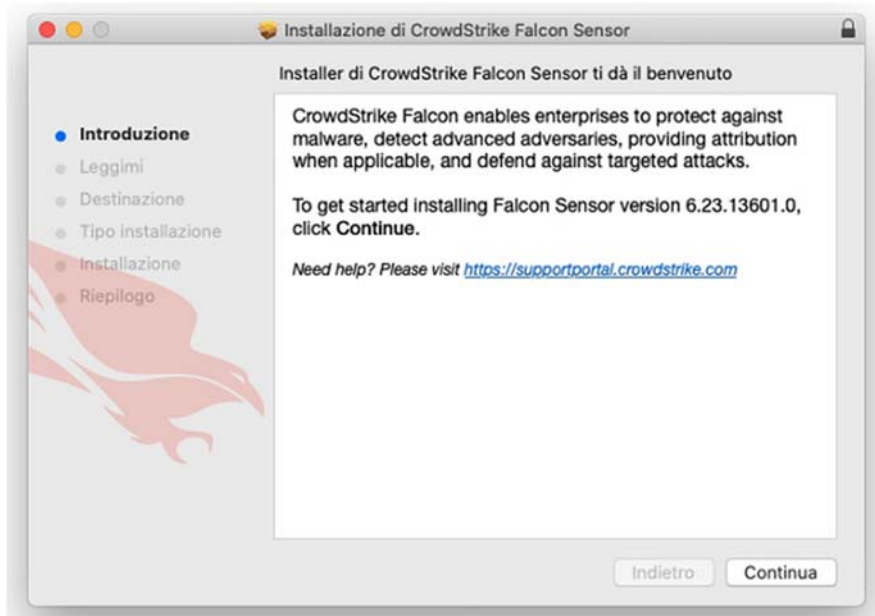 Installazione di CrowdStrike Falcon Sensor
Installer di CrowdStrike Falcon Sensor ti dà il benvenuto
Introduzione
Leggimi
Destinazione
Tipo installazione
Installazione
Riepilogo
CrowdStrike Falcon enables enterprises to protect against
malware, detect advanced adversaries, providing attribution
when applicable, and defend against targeted attacks.
To get started installing Falcon Sensor version 6.23.13601.0,
click Continue.
Need help? Please visit https://supportportal.crowdstrike.com
Indietro
Continua